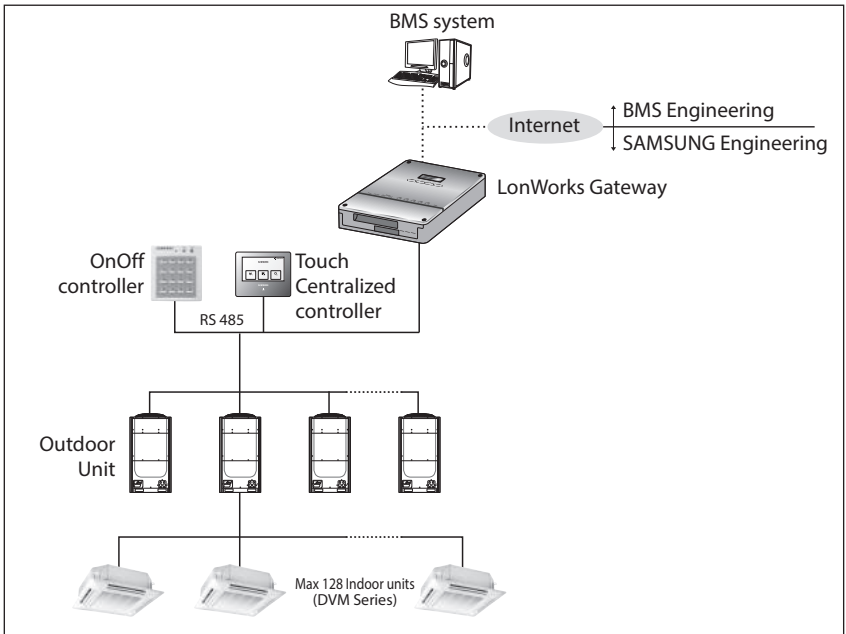 BMS system
Internet
BMS Engineering
SAMSUNG Engineering
LonWorks Gateway
OnOff
controller
Touch
Centralized
controller
RS 485
Outdoor
Unit
Max 128 Indoor units
(DVM Series)